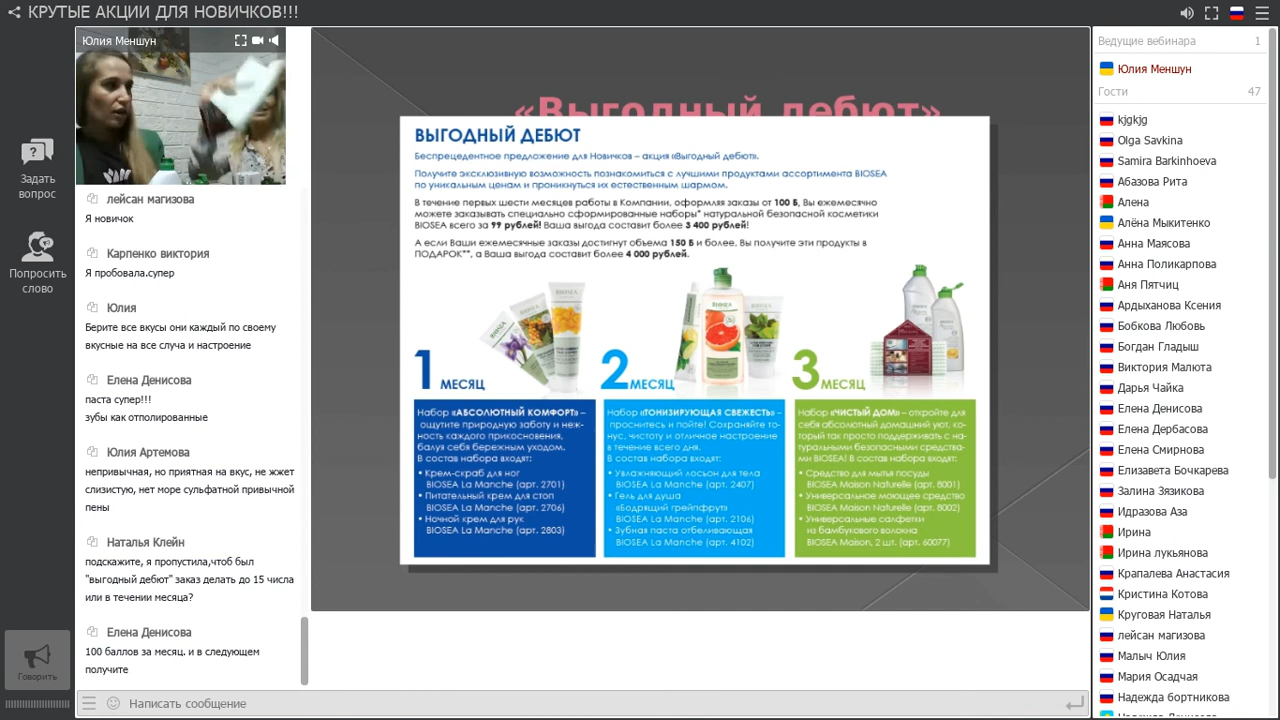 КРУТЫЕ АКЦИИ ДЛЯ НОВИЧКОВ!!!
Задать
вопрос
Попросить
слово
Говорить
Юлия Меншун
лейсан магизова
Я новичок
Карпенко виктория
Я пробовала.супер
Юлия
Берите все вкусы они каждый по своему
вкусные на все случа и настроение
Елена Денисова
паста супер!!!
зубы как отполированные
Юлия Артемова
непривычная, но приятная на вкус, не жжет
слизистую, нет море сульфатной привычной
пены
Наталья Клейн
подскажите, я пропустила,чтоб был
"выгодный дебют" заказ делать до 15 числа
или в течении месяца?
Елена Денисова
100 баллов за месяц. и в следующем
получите
Написать сообщение
«Выгодный дебют»
ВЫГОДНЫЙ ДЕБЮТ
Беспрецедентное предложение для Новичков – акция «Выгодный дебют».
Получите эксклюзивную возможность познакомиться с лучшими продуктами ассортимента BIOSEA
по уникальным ценам и проникнуться их естественным шармом.
В течение первых шести месяцев работы в Компании, оформляя заказы от 100 Б, Вы ежемесячно
можете заказывать специально сформированные наборы* натуральной безопасной косметики
BIOSEA всего за 99 рублей! Ваша выгода составит более 3 400 рублей!
А если Ваши ежемесячные заказы достигнут объема 150 Б и более, Вы получите эти продукты в
ПОДАРОК**, а Ваша выгода составит более 4 000 рублей.
1 МЕСЯЦ
Набор «АБСОЛЮТНЫЙ КОМФОРТ» –
ощутите природную заботу и неж-
ность каждого прикосновения,
балуя себя бережным уходом.
В состав набора входят:
• Крем-скраб для ног
BIOSEA La Manche (арт. 2701)
• Питательный крем для стоп
BIOSEA La Manche (арт. 2706)
• Ночной крем для рук
BIOSEA La Manche (арт. 2803)
2 МЕСЯЦ
Набор «ТОНИЗИРУЮЩАЯ СВЕЖЕСТЬ» –
проснитесь и пойте! Сохраняйте то-
нус, чистоту и отличное настроение
в течение всего дня.
В состав набора входят:
• Увлажняющий лосьон для тела
BIOSEA La Manche (арт. 2407)
• Гель для душа
«Бодрящий грейпфрут»
BIOSEA La Manche (арт. 2106)
• Зубная паста отбеливающая
BIOSEA La Manche (арт. 4102)
3 МЕСЯЦ
Набор «ЧИСТЫЙ ДОМ» – откройте для
себя абсолютный домашний уют, ко-
торый так просто поддерживать с на-
туральными безопасными средства-
ми BIOSEA! В состав набора входят:
• Средство для мытья посуды
BIOSEA Maison Naturelle (арт. 8001)
• Универсальное моющее средство
BIOSEA Maison Naturelle (арт. 8002)
• Универсальные салфетки
из бамбукового волокна
BIOSEA Maison, 2 шт. (арт. 60077)
Ведущие вебинара 1
Юлия Меншун
Гости 47
kjgkjg
Olga Savkina
Samira Barkinhoeva
Абазова Рита
Алена
Алёна Мыкитенко
Анна Маясова
Анна Поликарпова
Аня Пятчиц
Ардыханова Ксения
Бобкова Любовь
Богдан Гладыш
Виктория Малюта
Дарья Чайка
Елена Денисова
Елена Дербасова
Елена Смирнова
Елизавета Бочкарева
Залина Зязикова
Идразова Аза
Ирина
Ирина лукьянова
Крапалева Анастасия
Кристина Котова
Круговая Наталья
лейсан магизова
Малыч Юлия
Мария Осадчая
Надежда бортникова